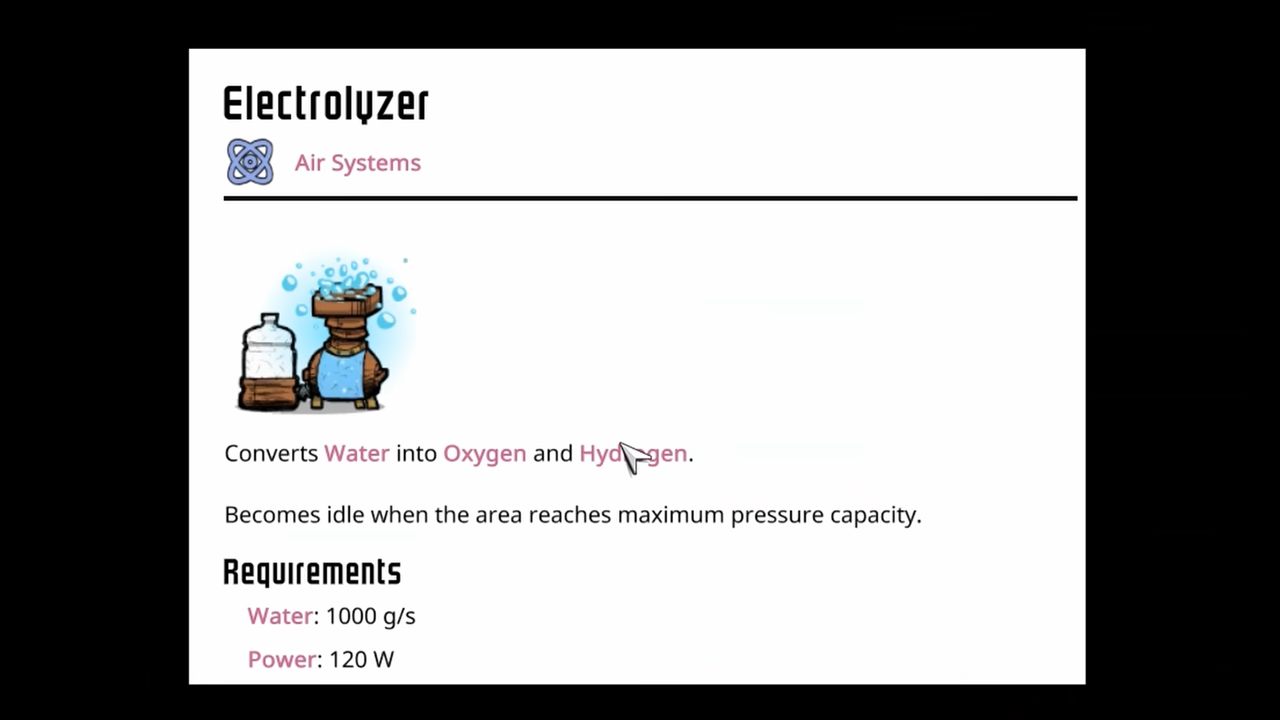 Electrolyzer
Air Systems
Converts Water into Oxygen and Hydrogen.
Becomes idle when the area reaches maximum pressure capacity.
Requirements
Water: 1000 g/s
Power: 120 W